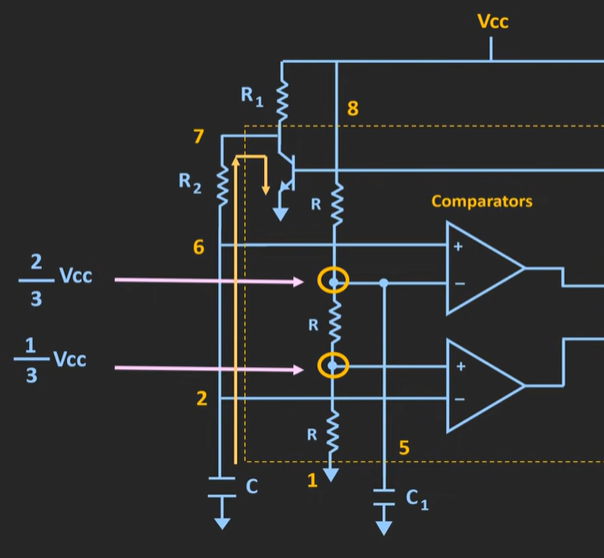 Vcc
R1
8
7
R2
R
Comparators
6
+
2/3 Vcc
−
R
1/3 Vcc
+
2
−
R
5
1
C
C1